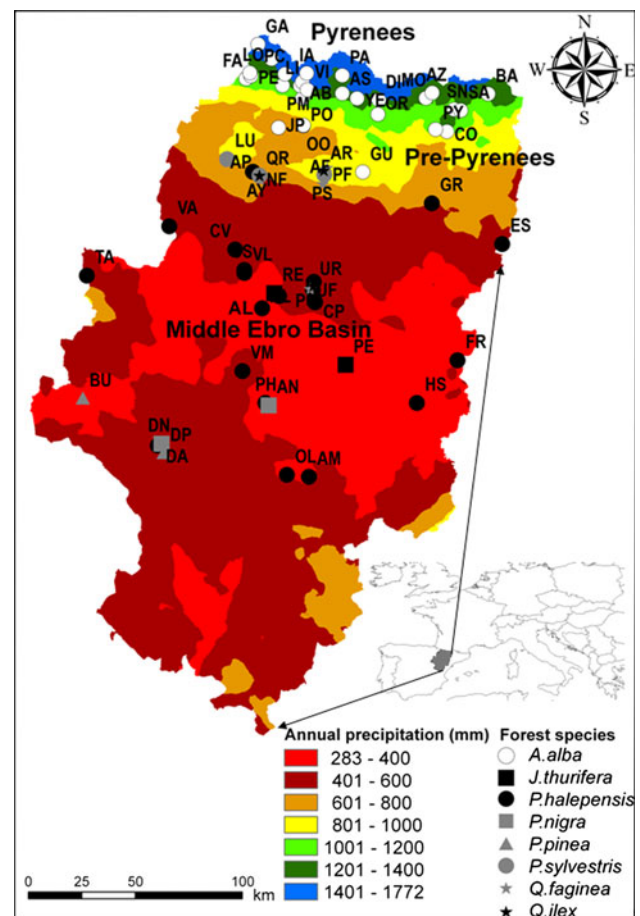 Pyrenees
GA
FA LO PC IA PA
PE LI VI AS DI MO AZ BA
AB YE OR SN SA
PM PO PY
JP CO
LU OO Pre-Pyrenees
QR AR GU
AP AF PF
AY NF PS GR
VA
CV ES
S VL
TA RE UR
UF
AL CP
Middle Ebro Basin
VM PE FR
BU PH AN HS
DN DP
DA
OL AM
N
W E
S
Annual precipitation (mm)
283 - 400
401 - 600
601 - 800
801 - 1000
1001 - 1200
1201 - 1400
1401 - 1772
Forest species
A.alba
J.thurifera
P.halepensis
P.nigra
P.pinea
P.sylvestris
Q.faginea
Q.ilex
0 25 50 100
km